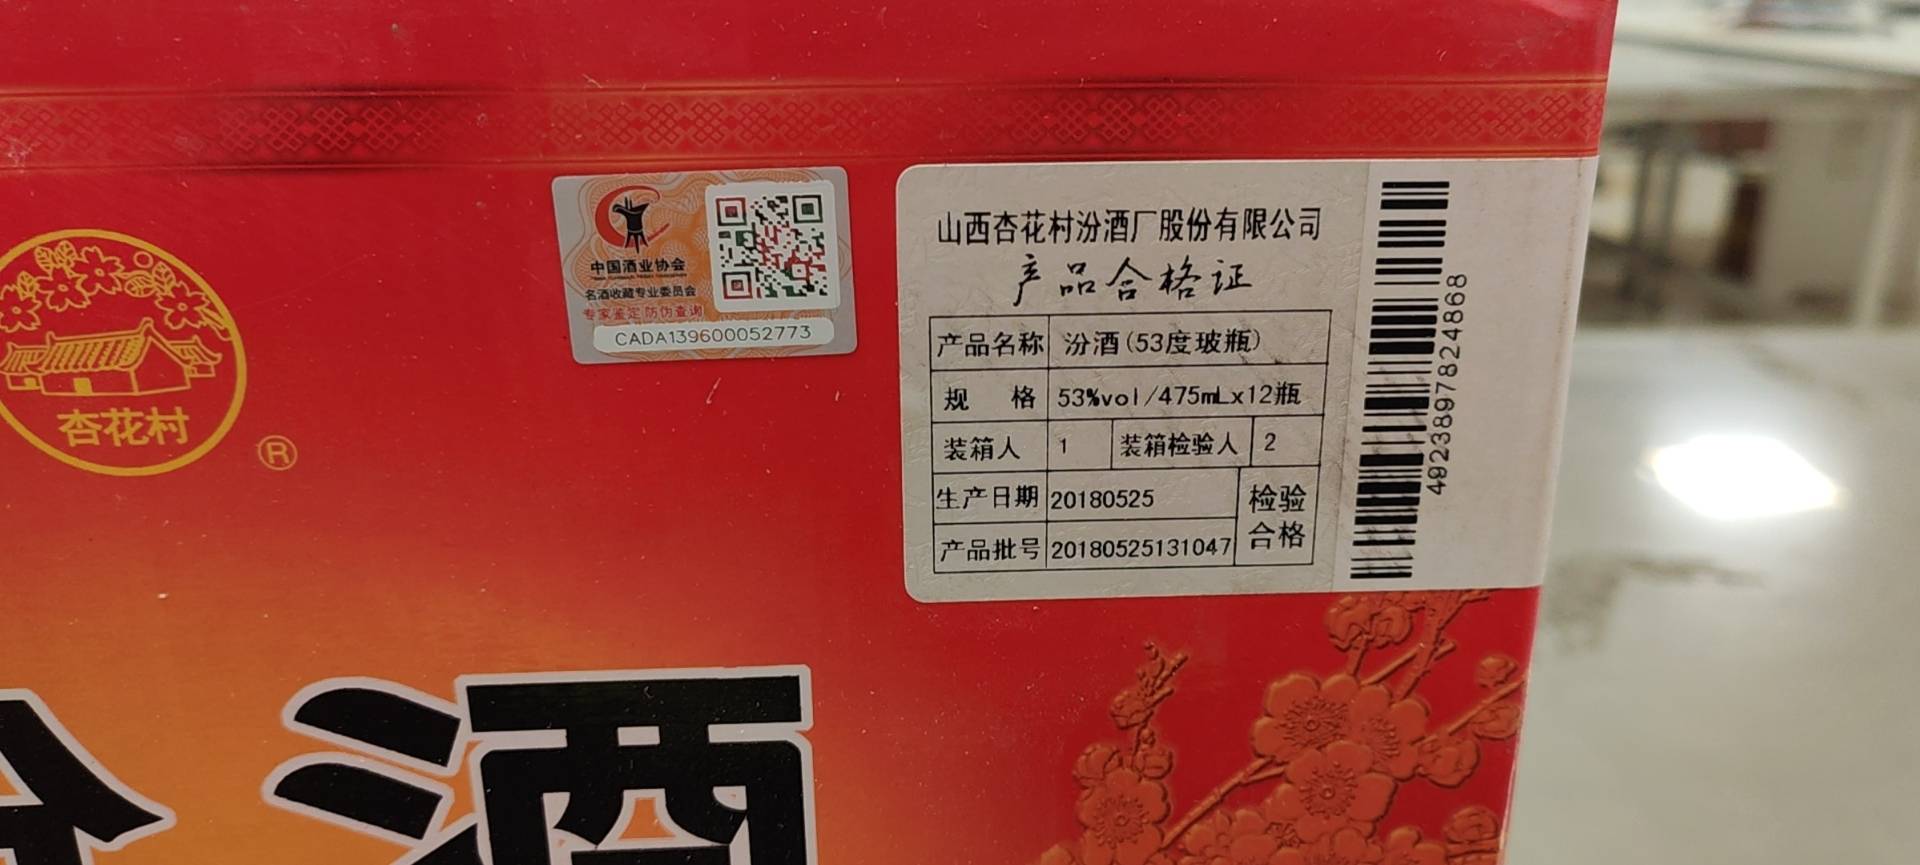 中国酒业协会
名酒收藏专业委员会
专家鉴定 防伪查询
CADA139600052773
杏花村
®
山西杏花村汾酒厂股份有限公司
产品合格证
产品名称 汾酒(53度玻瓶)
规 格 53%vol/475mLx12瓶
装箱人 1 装箱检验人 2
生产日期 20180525 检验
产品批号 20180525131047 合格
4923897824868
酒